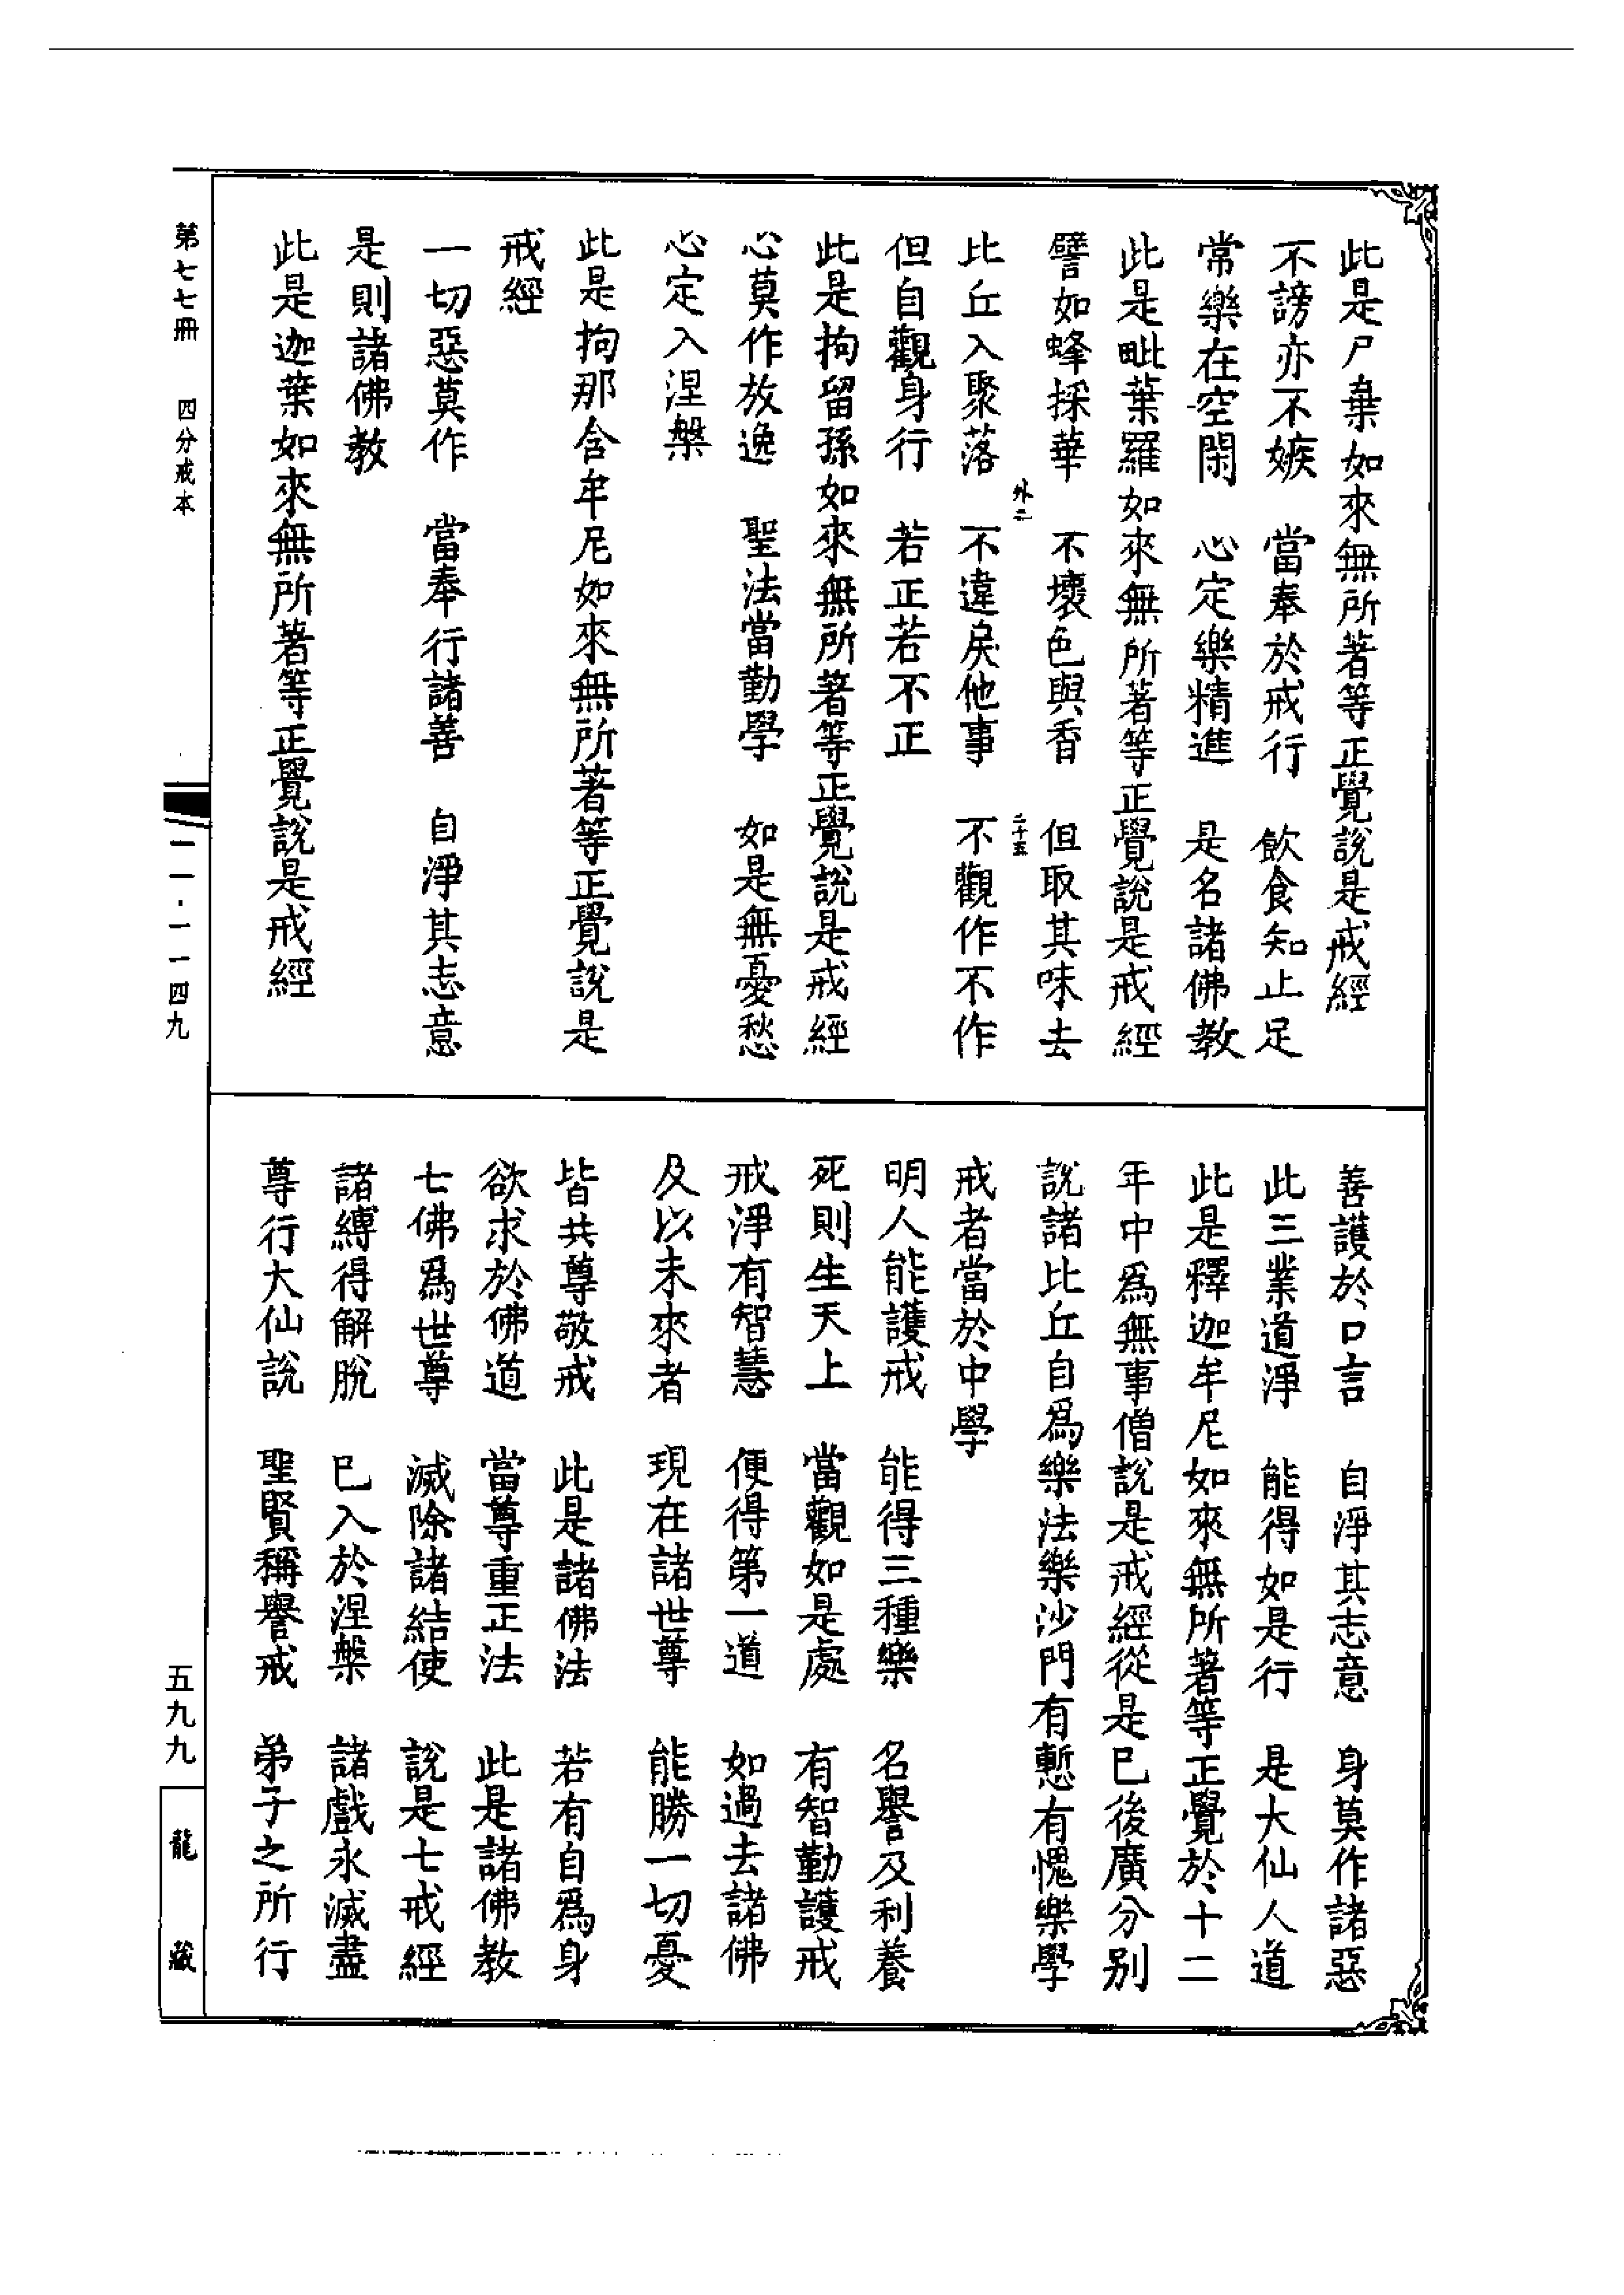 此是尸棄如來無所著等正覺說是戒經
不謗亦不嫉　當奉於戒行　飲食知止足
常樂在空閑　心定樂精進　是名諸佛教
此是毗葉羅如來無所著等正覺說是戒經
譬如蜂採華　不壞色與香　但取其味去
外二　二十五
比丘入聚落　不違戾他事　不觀作不作
但自觀身行　若正若不正
此是拘留孫如來無所著等正覺說是戒經
心莫作放逸　聖法當勤學　如是無憂愁
心定入涅槃
此是拘那含牟尼如來無所著等正覺說是
戒經
一切惡莫作　當奉行諸善　自淨其志意
是則諸佛教
此是迦葉如來無所著等正覺說是戒經
善護於口言　自淨其志意　身莫作諸惡
此三業道淨　能得如是行　是大仙人道
此是釋迦牟尼如來無所著等正覺於十二
年中爲無事僧說是戒經從是已後廣分別
說諸比丘自爲樂法樂沙門有慙有愧樂學
戒者當於中學
明人能護戒　能得三種樂　名譽及利養
死則生天上　當觀如是處　有智勤護戒
戒淨有智慧　便得第一道　如過去諸佛
及以未來者　現在諸世尊　能勝一切憂
皆共尊敬戒　此是諸佛法　若有自爲身
欲求於佛道　當尊重正法　此是諸佛教
七佛爲世尊　滅除諸結使　說是七戒經
諸縛得解脫　已入於涅槃　諸戲永滅盡
尊行大仙說　聖賢稱譽戒　弟子之所行
第七七冊　四分戒本
一一·一一四九
五九九
龍藏